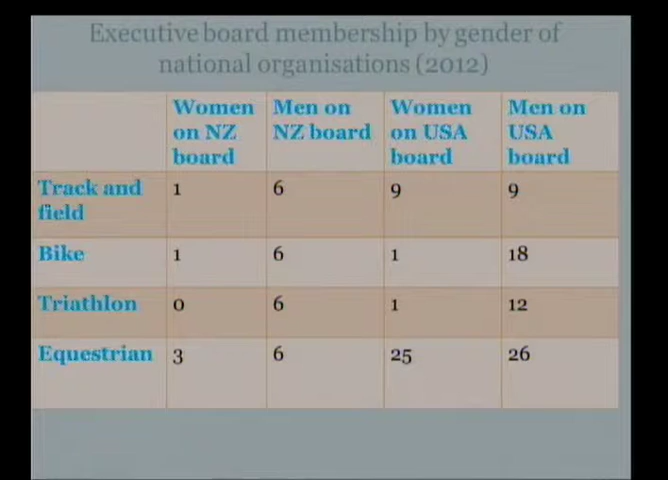 Executive board membership by gender of
national organisations (2012)
Women on NZ board
Men on NZ board
Women on USA board
Men on USA board
Track and field 1 6 9 9
Bike 1 6 1 18
Triathlon 0 6 1 12
Equestrian 3 6 25 26